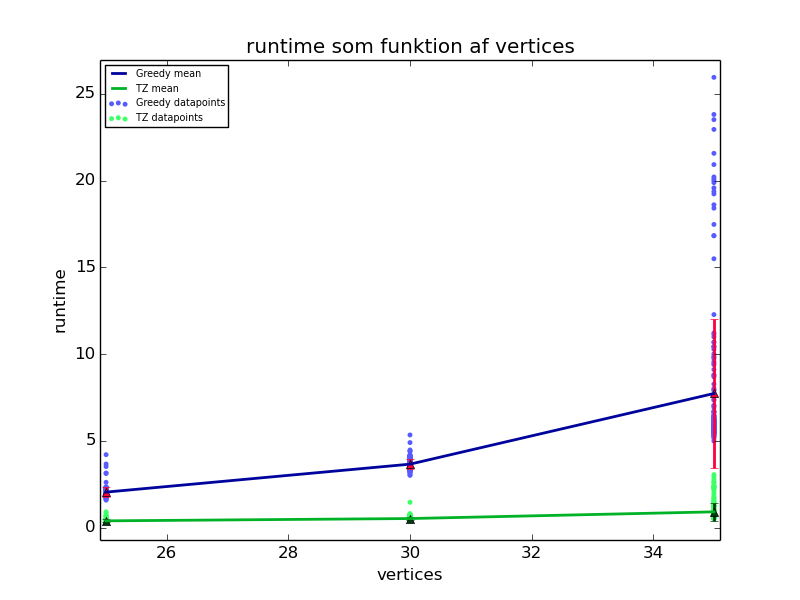 runtime som funktion af vertices
Greedy mean
TZ mean
Greedy datapoints
TZ datapoints
25
20
15
10
5
0
runtime
26
28
30
32
34
vertices